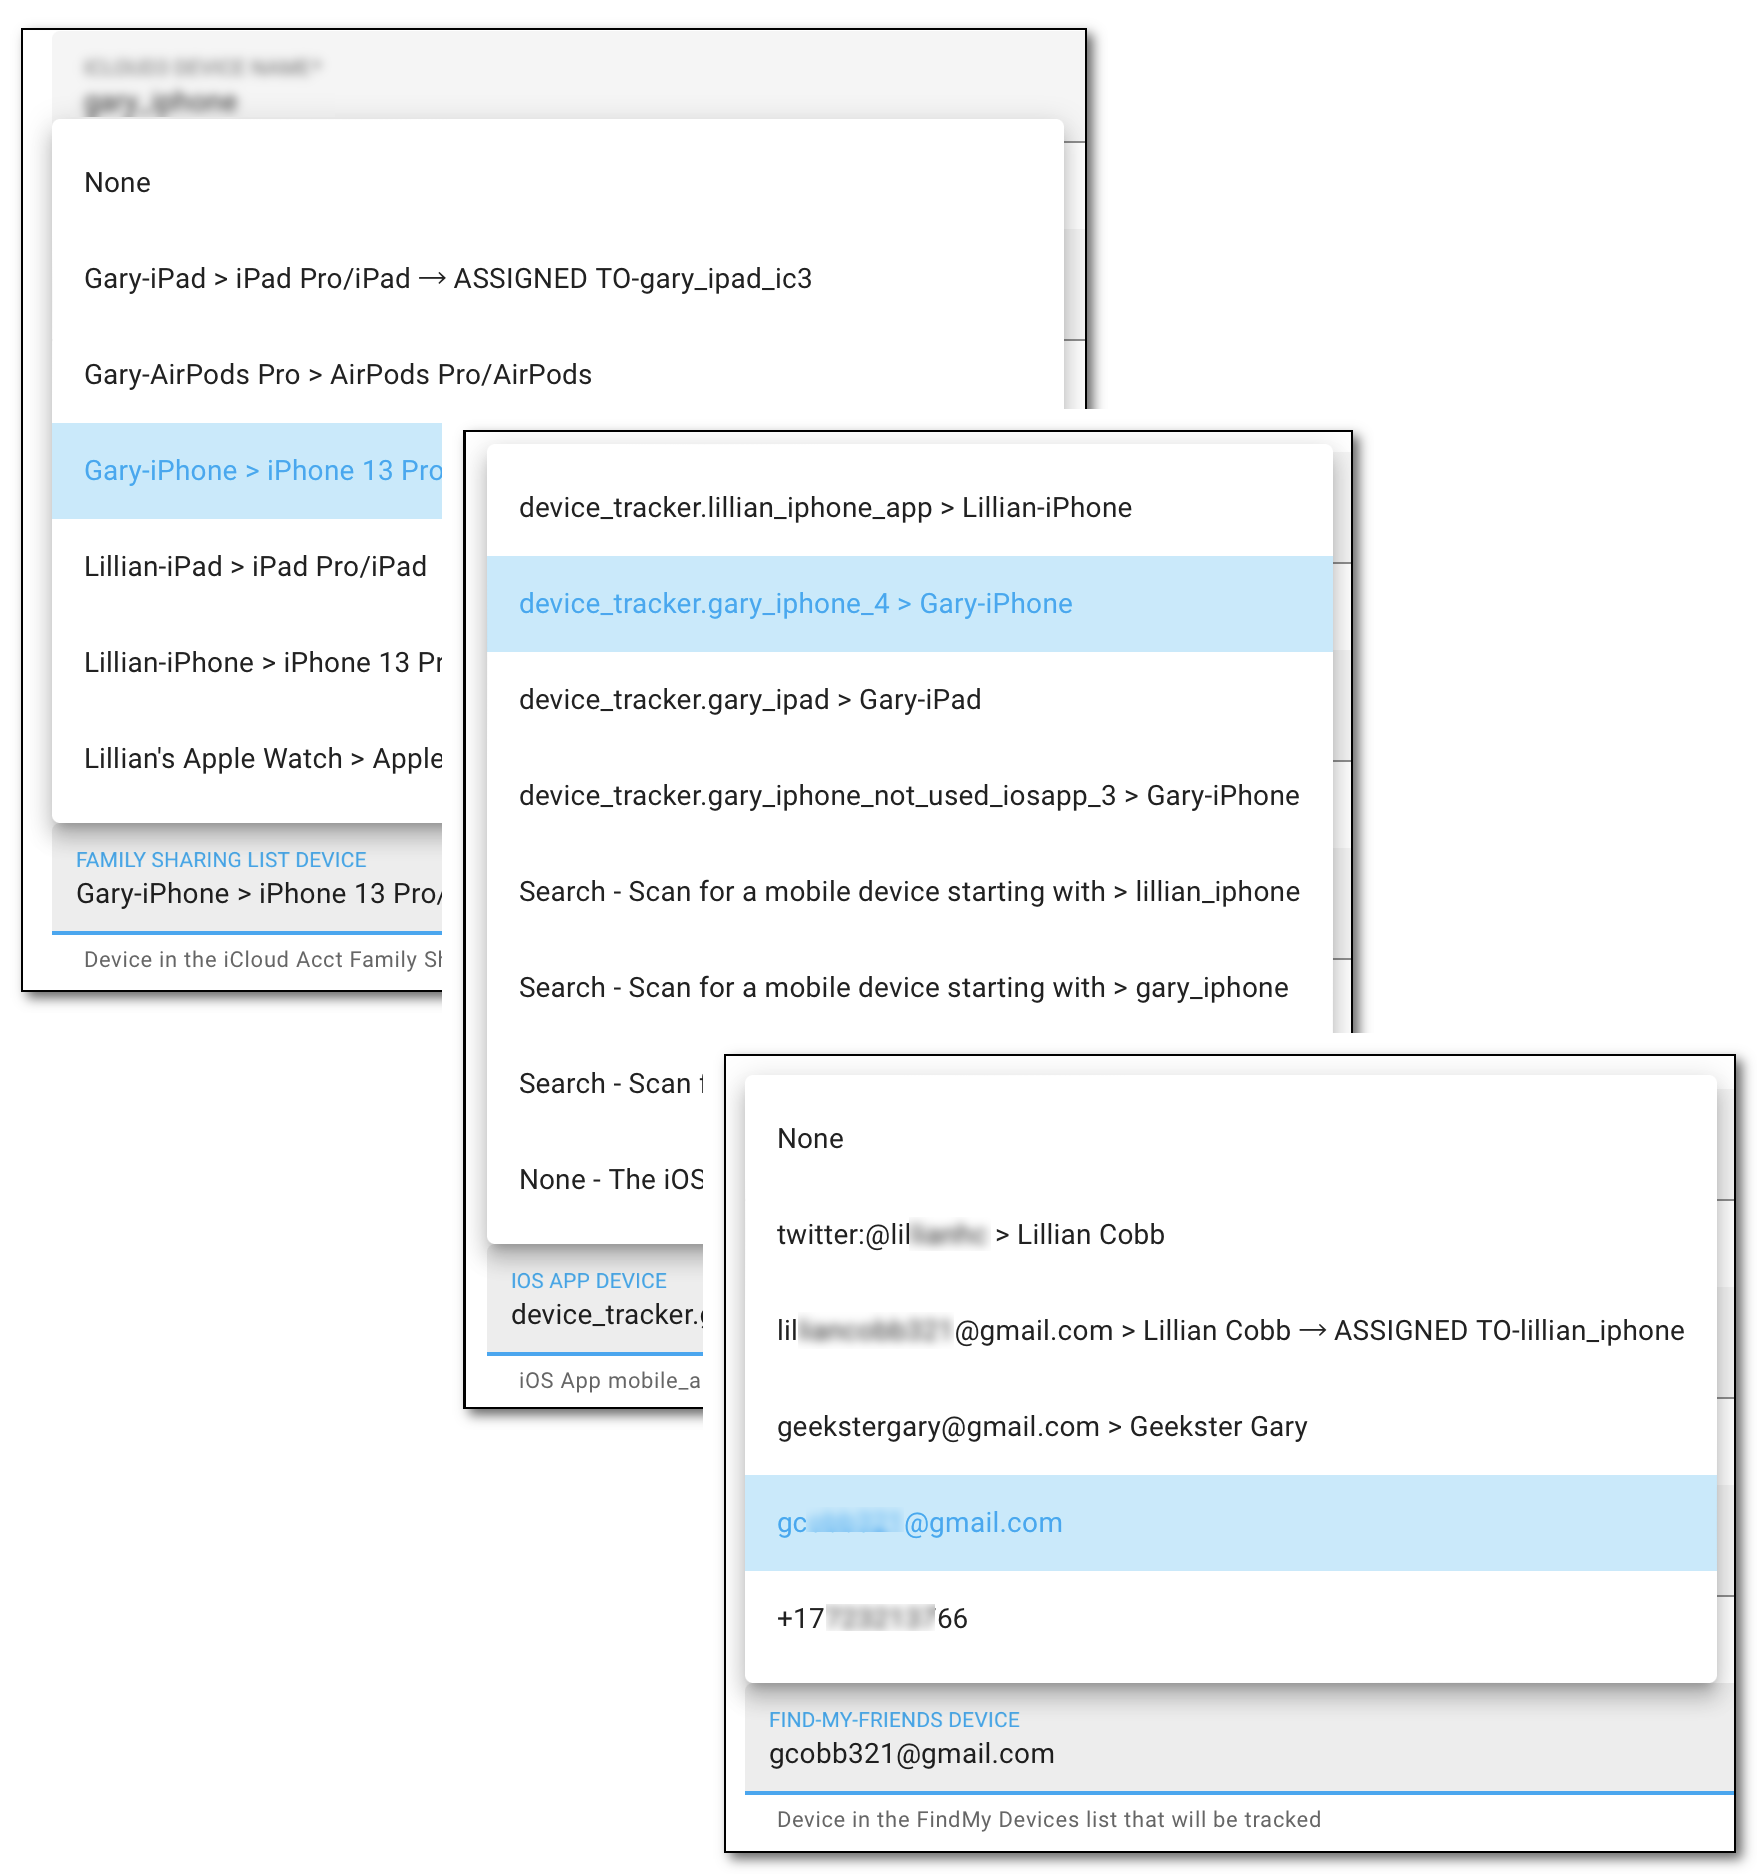 gary_iphone
None
Gary-iPad > iPad Pro/iPad → ASSIGNED TO-gary_ipad_ic3
Gary-AirPods Pro > AirPods Pro/AirPods
Gary-iPhone > iPhone 13 Pro
Lillian-iPad > iPad Pro/iPad
Lillian-iPhone > iPhone 13 Pr
Lillian's Apple Watch > Apple
FAMILY SHARING LIST DEVICE
Gary-iPhone > iPhone 13 Pro/
Device in the iCloud Acct Family Sh
device_tracker.lillian_iphone_app > Lillian-iPhone
device_tracker.gary_iphone_4 > Gary-iPhone
device_tracker.gary_ipad > Gary-iPad
device_tracker.gary_iphone_not_used_iosapp_3 > Gary-iPhone
Search - Scan for a mobile device starting with > lillian_iphone
Search - Scan for a mobile device starting with > gary_iphone
Search - Scan f
None - The iOS
IOS APP DEVICE
device_tracker.g
iOS App mobile_a
None
twitter:@lil > Lillian Cobb
lil @gmail.com > Lillian Cobb → ASSIGNED TO-lillian_iphone
geekstergary@gmail.com > Geekster Gary
gc @gmail.com
+17 66
FIND-MY-FRIENDS DEVICE
gcobb321@gmail.com
Device in the FindMy Devices list that will be tracked